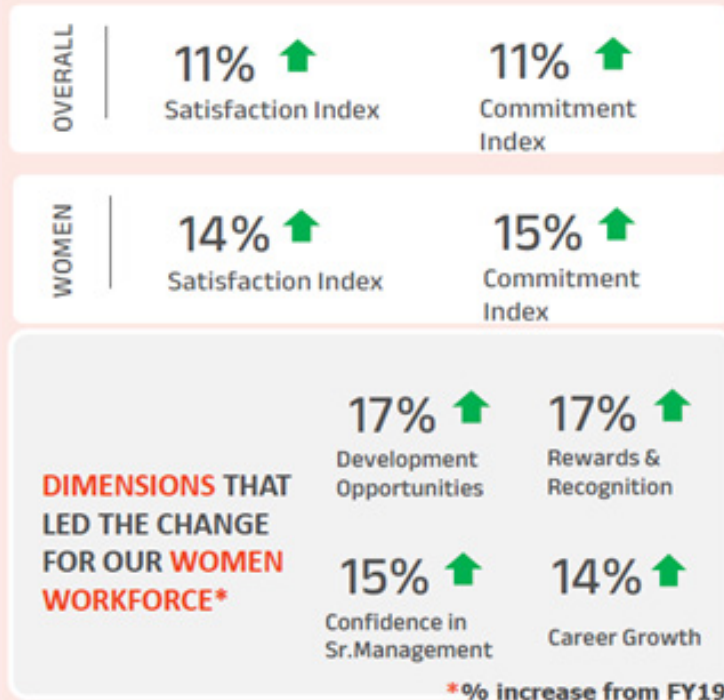 OVERALL
11%
11%
Satisfaction Index
Commitment
Index
WOMEN
14%
15%
Satisfaction Index
Commitment
Index
DIMENSIONS THAT
LED THE CHANGE
FOR OUR WOMEN
WORKFORCE*
17%
17%
Development
Opportunities
Rewards &
Recognition
15%
14%
Confidence in
Sr.Management
Career Growth
*% increase from FY19